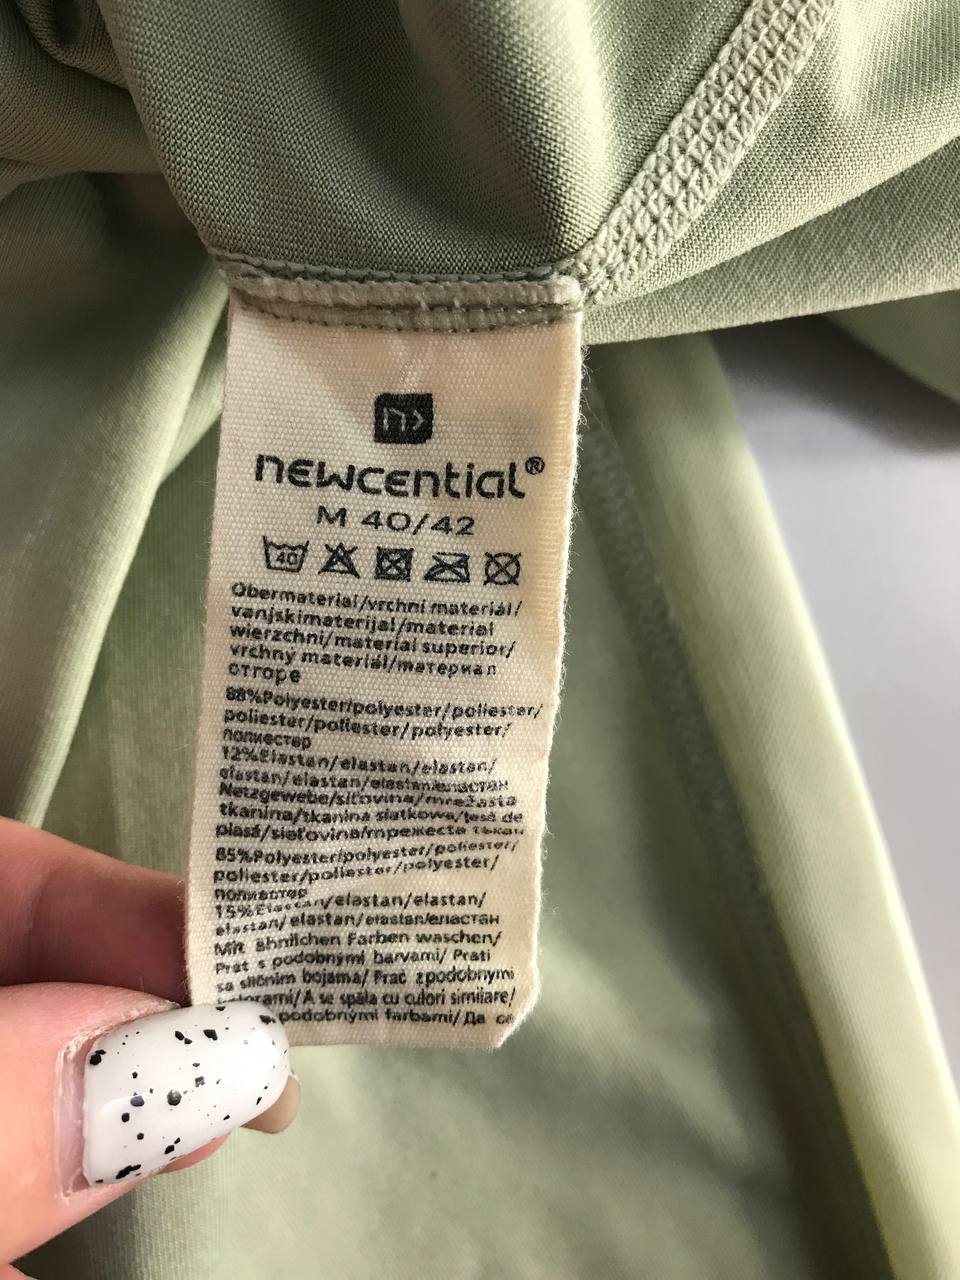 n>
newcential®
M 40/42
40
Obermaterial/vrchní materiál/
vanjskimaterijal/materiał
wierzchni/material superior/
vrchny materiál/материал
отгоре
88%Polyester/polyester/poliester/
poliester/poliester/polyester/
полиестер
12%Elastan/elastan/elastan/
elastan/elastan/elastan/еластан
Netzgewebe/síťovina/mrežasta
tkanina/tkanina siatkowa/ţesă de
plasă/sieťovina/мрежеста тъкан
85%Polyester/polyester/poliester/
poliester/poliester/polyester/
полиестер
15%Elastan/elastan/elastan/
elastan/elastan/elastan/еластан
Mit ähnlichen Farben waschen/
Prát s podobnými barvami/ Prati
sa sličnim bojama/ Prać z podobnymi
kolorami/A se spăla cu culori similare/
podobnými farbami/Да се